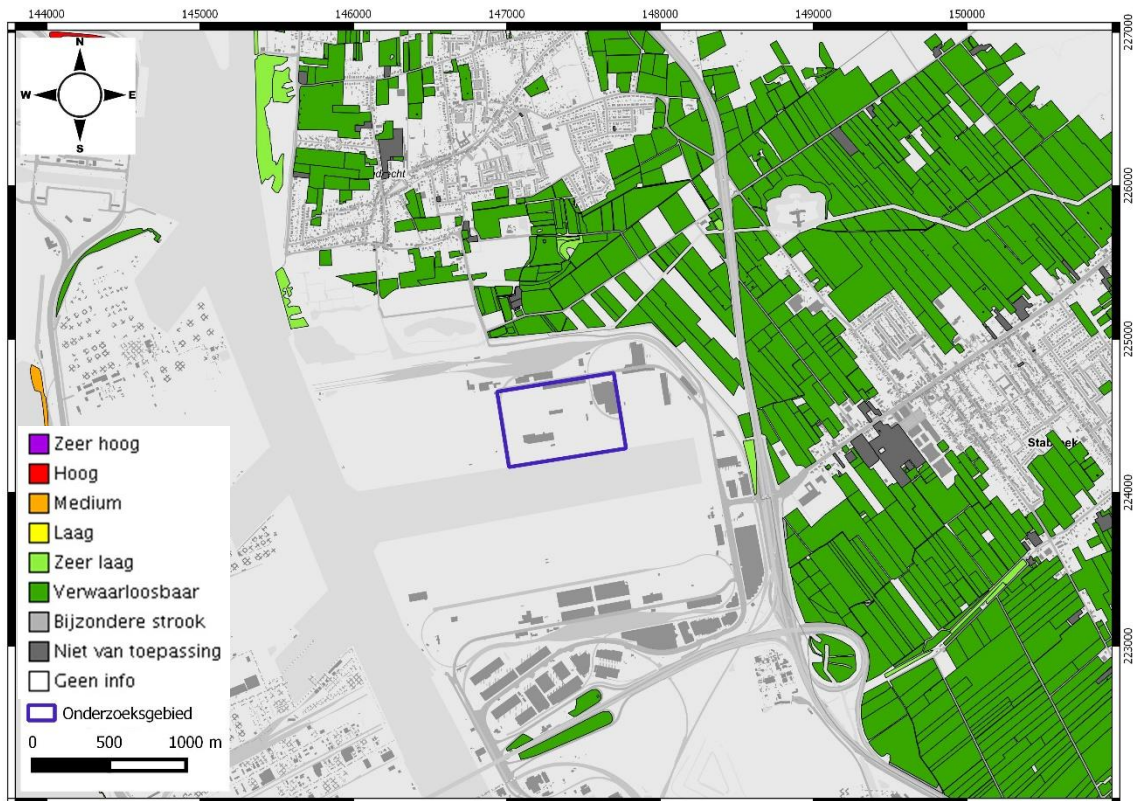 144000 145000 146000 147000 148000 149000 150000
227000
226000
225000
224000
223000
N
W E
S
Zeer hoog
Hoog
Medium
Laag
Zeer laag
Verwaarloosbaar
Bijzondere strook
Niet van toepassing
Geen info
Onderzoeksgebied
0 500 1000 m